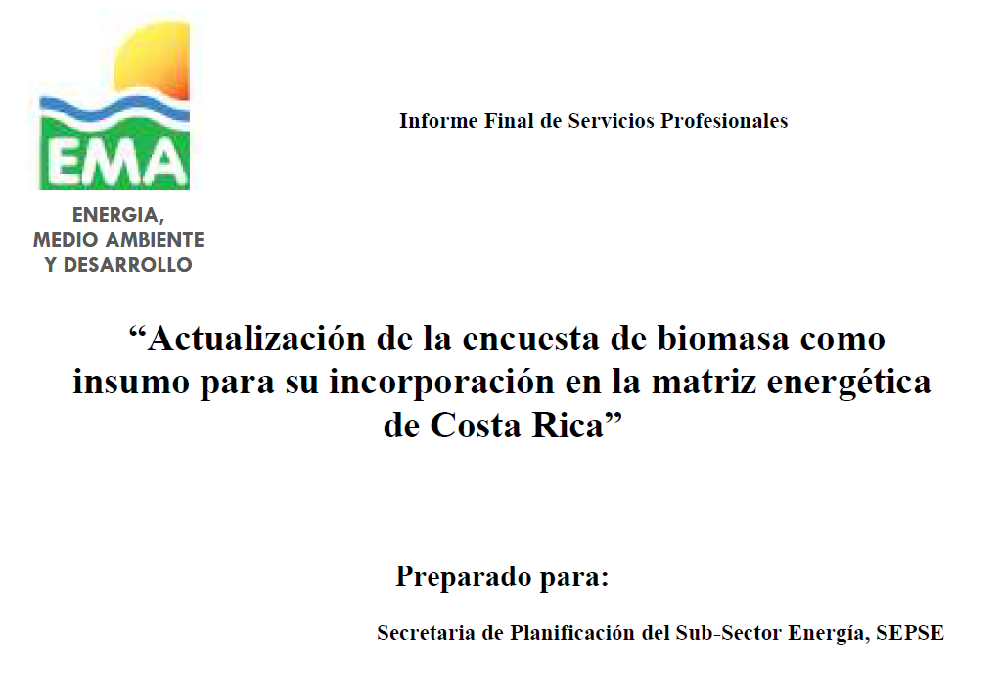 Informe Final de Servicios Profesionales
EMA
ENERGIA,
MEDIO AMBIENTE
Y DESARROLLO
“Actualización de la encuesta de biomasa como
insumo para su incorporación en la matriz energética
de Costa Rica”
Preparado para:
Secretaria de Planificación del Sub-Sector Energía, SEPSE